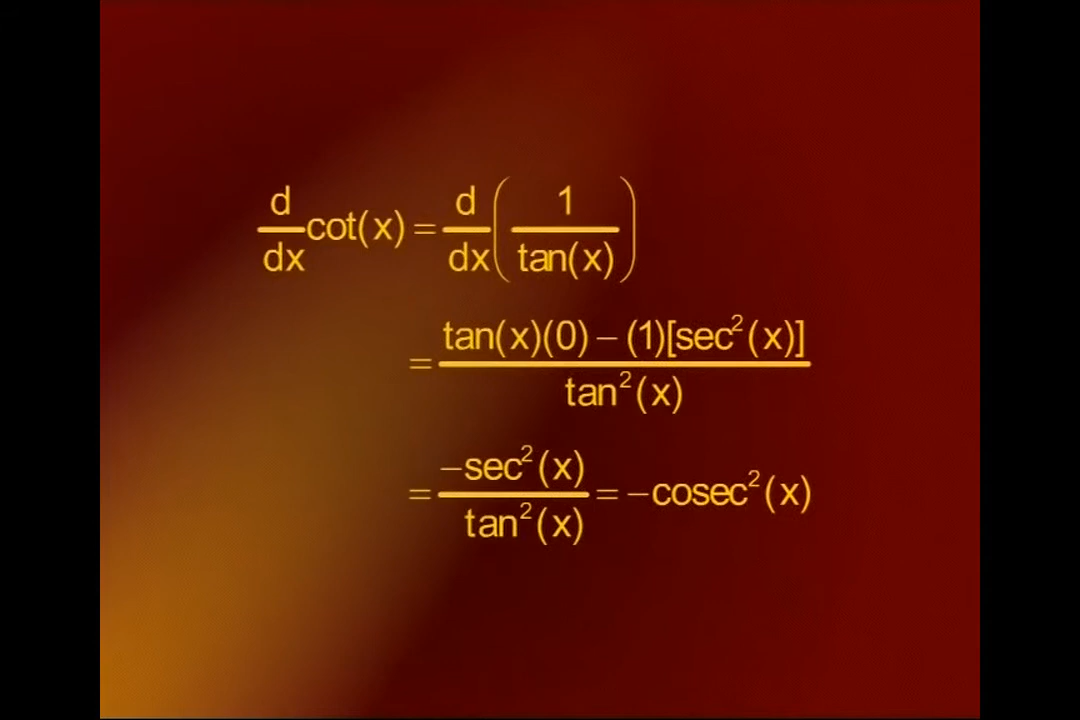 d/dx cot(x) = d/dx (1/tan(x))
= tan(x)(0) – (1)[sec²(x)] / tan²(x)
= –sec²(x) / tan²(x) = –cosec²(x)